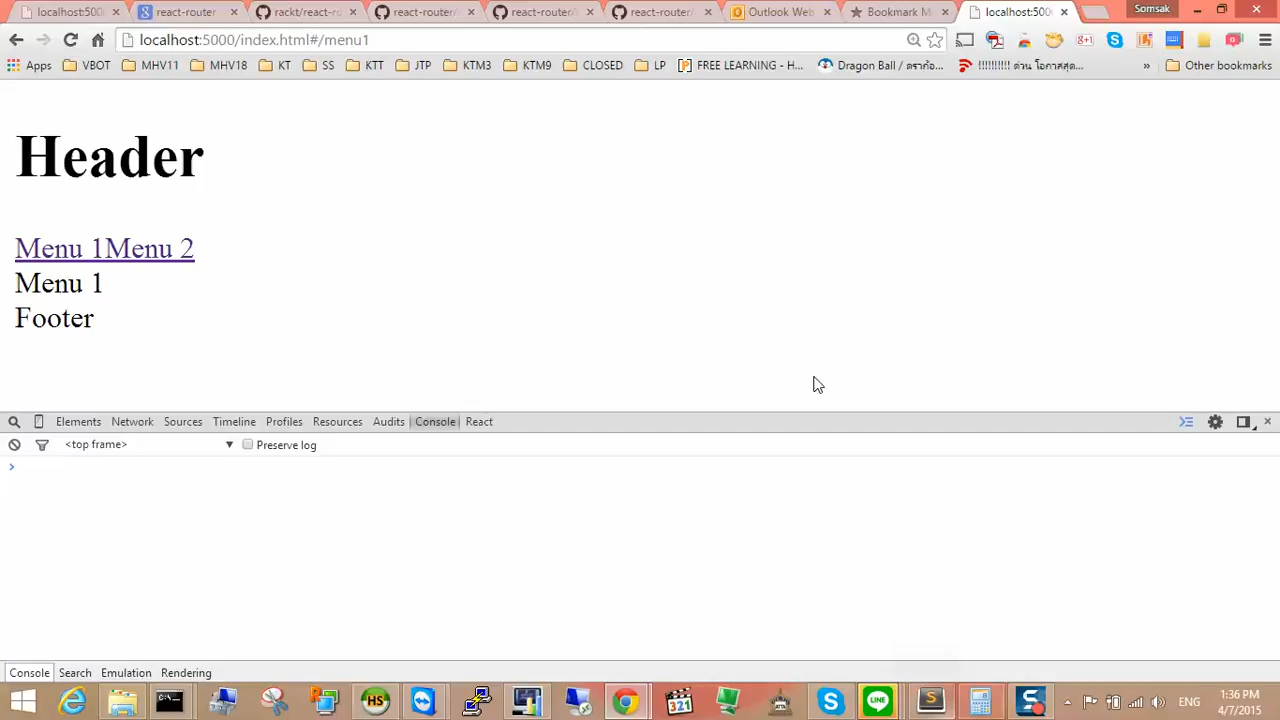 localhost:500
react-router
rackt/react-ro
react-router/
react-router/
react-router/
Outlook Web
Bookmark M
localhost:500
Somsak
localhost:5000/index.html#/menu1
Apps VBOT MHV11 MHV18 KT SS KTT JTP KTM3 KTM9 CLOSED LP FREE LEARNING - H... Dragon Ball / ดราก้อ... !!!!!!!!! ด่วน โอกาสสุด... » Other bookmarks
Header
Menu 1Menu 2
Menu 1
Footer
Elements Network Sources Timeline Profiles Resources Audits Console React
<top frame> Preserve log
Console Search Emulation Rendering
ENG
1:36 PM
4/7/2015